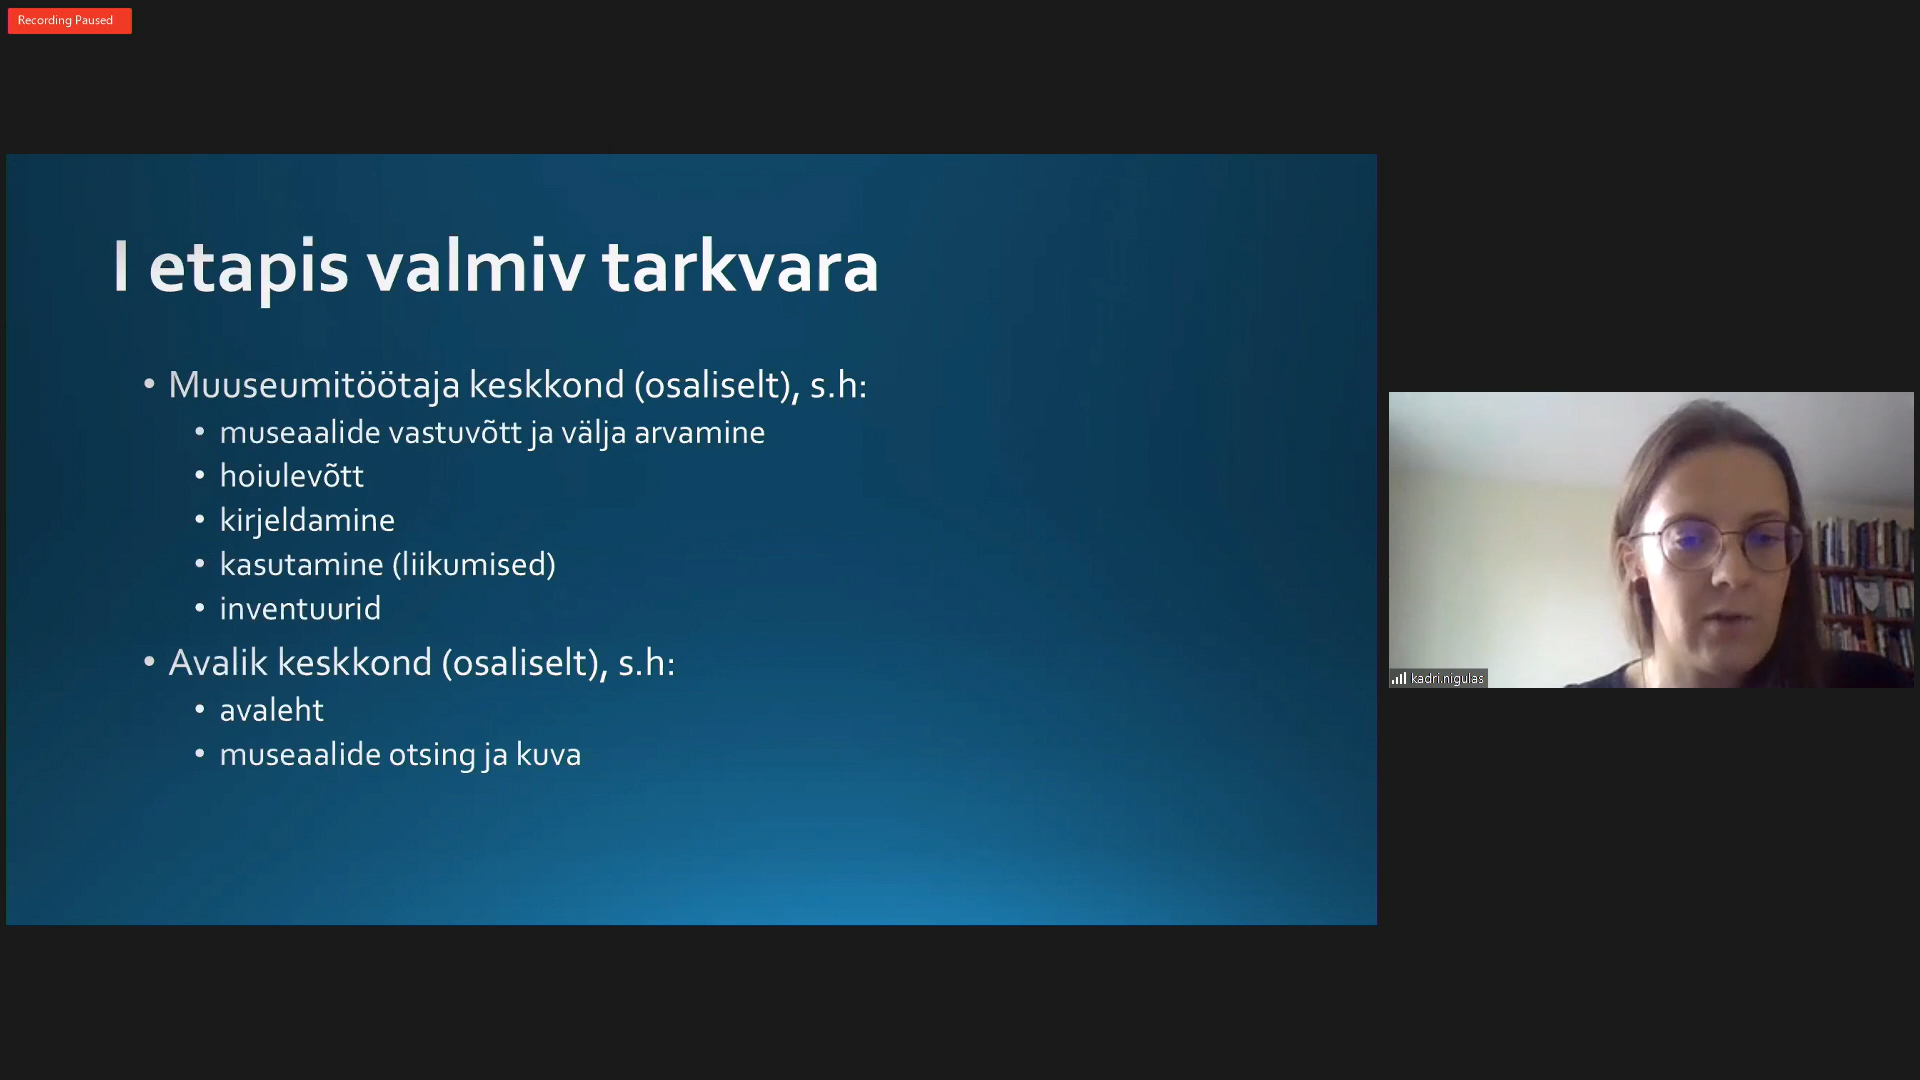 Recording Paused
I etapis valmiv tarkvara
• Muuseumitöötaja keskkond (osaliselt), s.h:
• museaalide vastuvõtt ja välja arvamine
• hoiulevõtt
• kirjeldamine
• kasutamine (liikumised)
• inventuurid
• Avalik keskkond (osaliselt), s.h:
• avaleht
• museaalide otsing ja kuva
kadri.nigulas